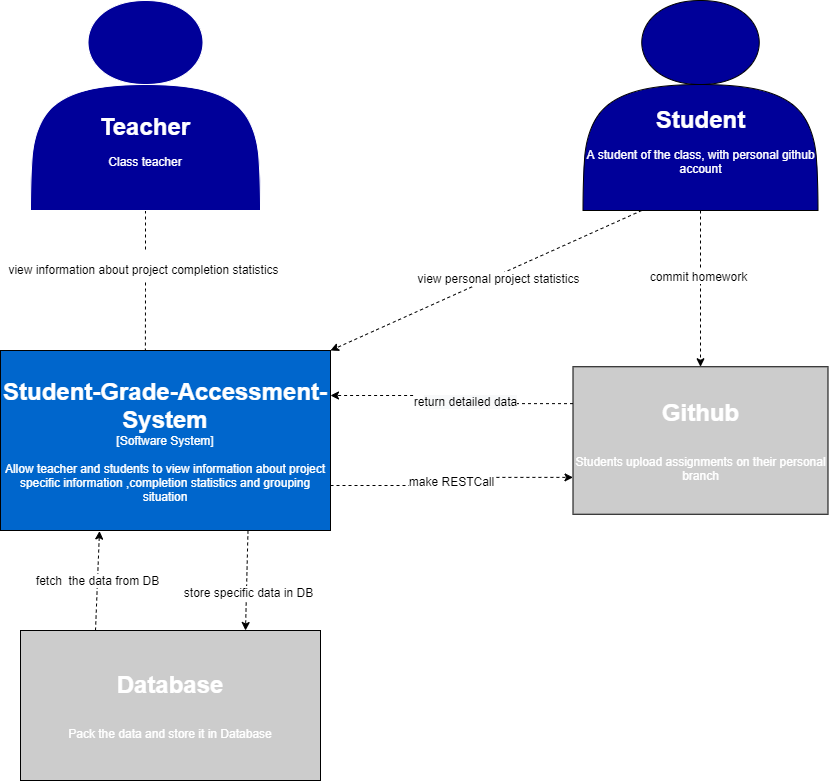 Teacher
Class teacher
Student
A student of the class, with personal github
account
view information about project completion statistics
view personal project statistics
commit homework
Student-Grade-Accessment-
System
[Software System]
Allow teacher and students to view information about project
specific information ,completion statistics and grouping
situation
return detailed data
make RESTCall
Github
Students upload assignments on their personal
branch
fetch  the data from DB
store specific data in DB
Database
Pack the data and store it in Database